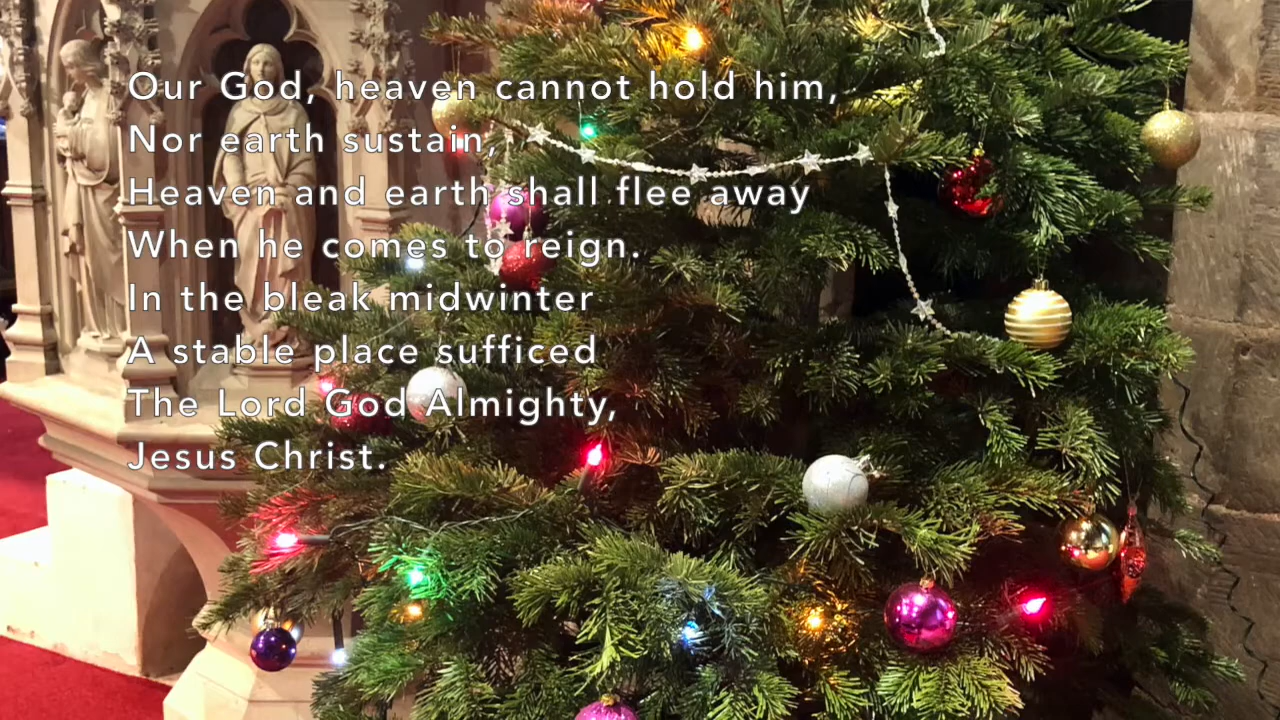 Our God, heaven cannot hold him,
Nor earth sustain,
Heaven and earth shall flee away
When he comes to reign.
In the bleak midwinter
A stable place sufficed
The Lord God Almighty,
Jesus Christ.